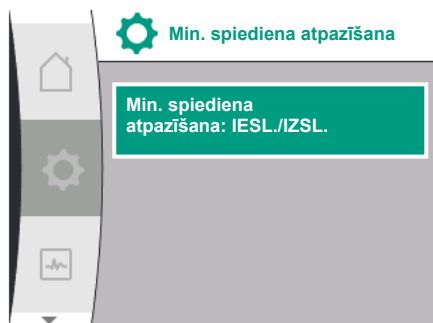 Min. spiediena atpazīšana
Min. spiediena
atpazīšana: IESL./IZSL.